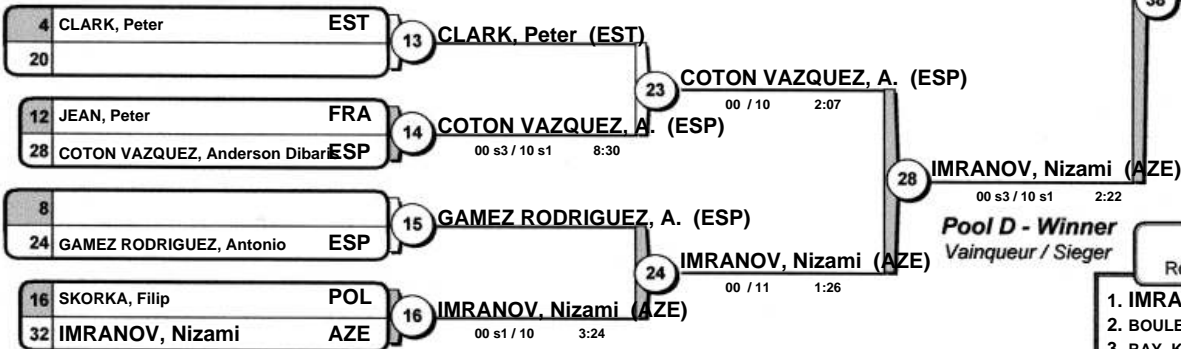 38
4 CLARK, Peter EST
20
13 CLARK, Peter (EST)
23 COTON VAZQUEZ, A. (ESP)
00 / 10 2:07
12 JEAN, Peter FRA
28 COTON VAZQUEZ, Anderson Dibaris ESP
14 COTON VAZQUEZ, A. (ESP)
00 s3 / 10 s1 8:30
28 IMRANOV, Nizami (AZE)
00 s3 / 10 s1 2:22
8
24 GAMEZ RODRIGUEZ, Antonio ESP
15 GAMEZ RODRIGUEZ, A. (ESP)
Pool D - Winner
Vainqueur / Sieger
24 IMRANOV, Nizami (AZE)
00 / 11 1:26
16 SKORKA, Filip POL
32 IMRANOV, Nizami AZE
16 IMRANOV, Nizami (AZE)
00 s1 / 10 3:24
1. IMRA
2. BOULE